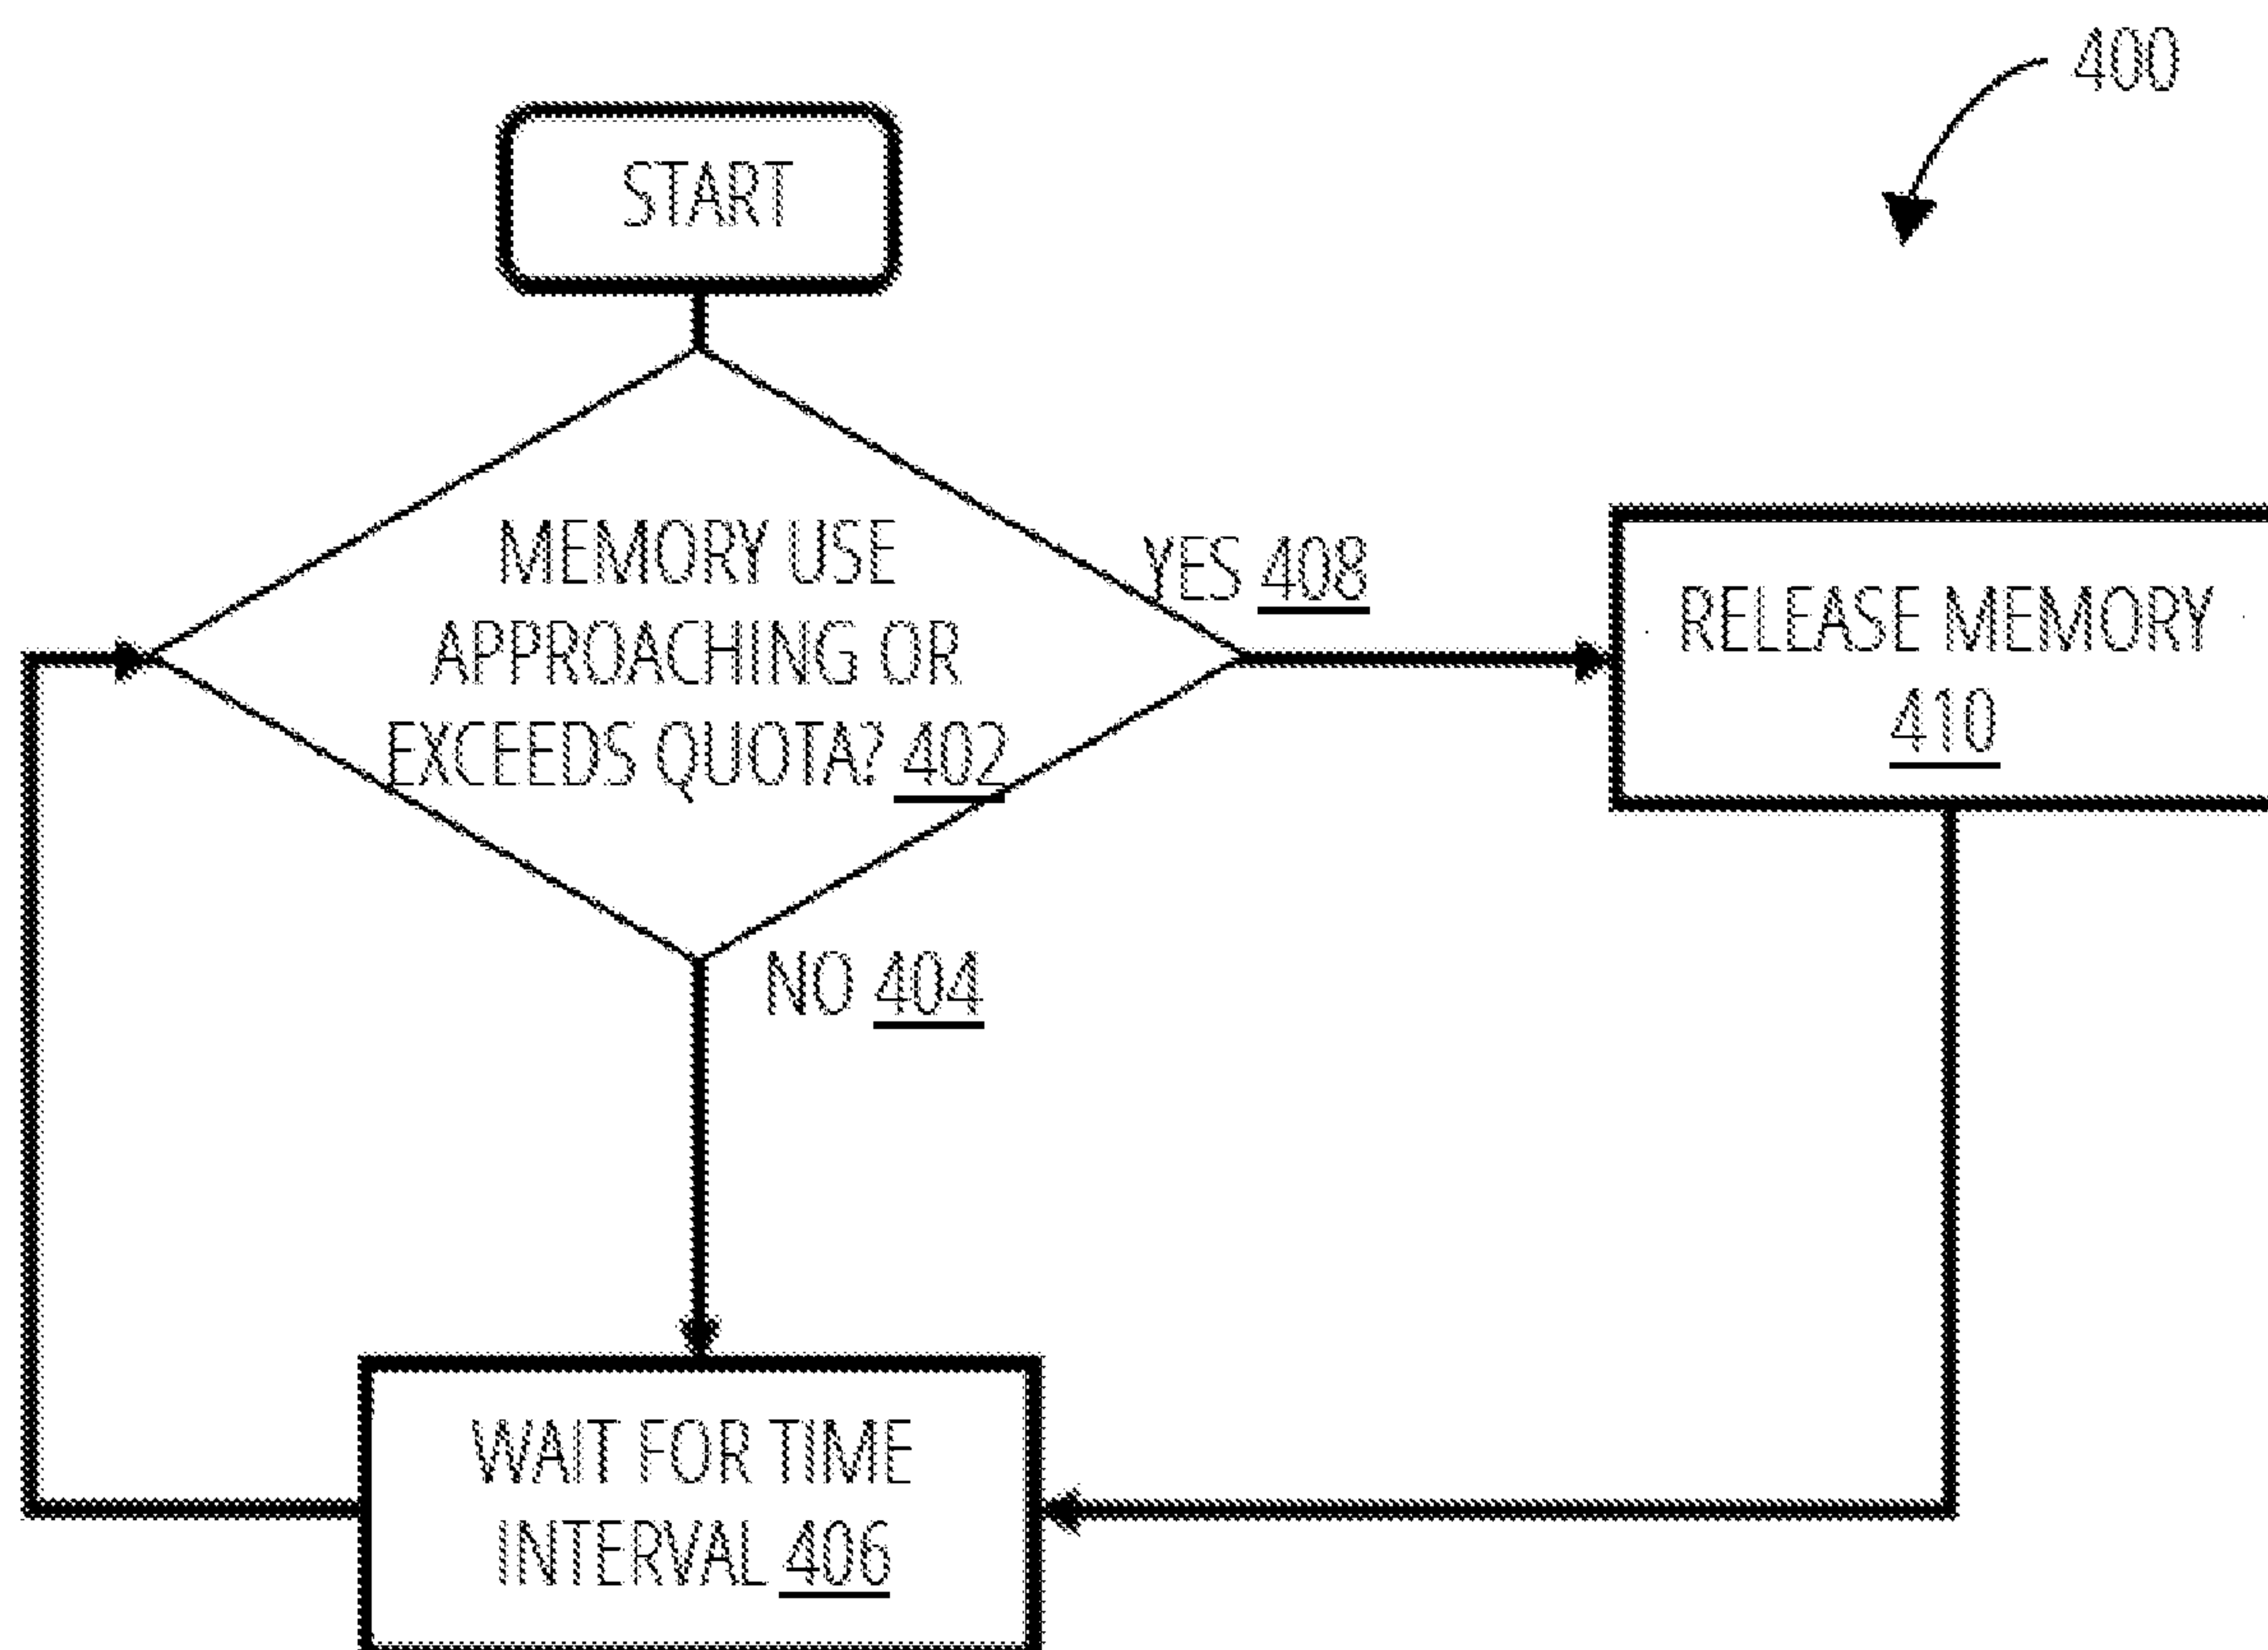 400
START
MEMORY USE
APPROACHING OR
EXCEEDS QUOTA? 402
YES 408
RELEASE MEMORY
410
NO 404
WAIT FOR TIME
INTERVAL 406